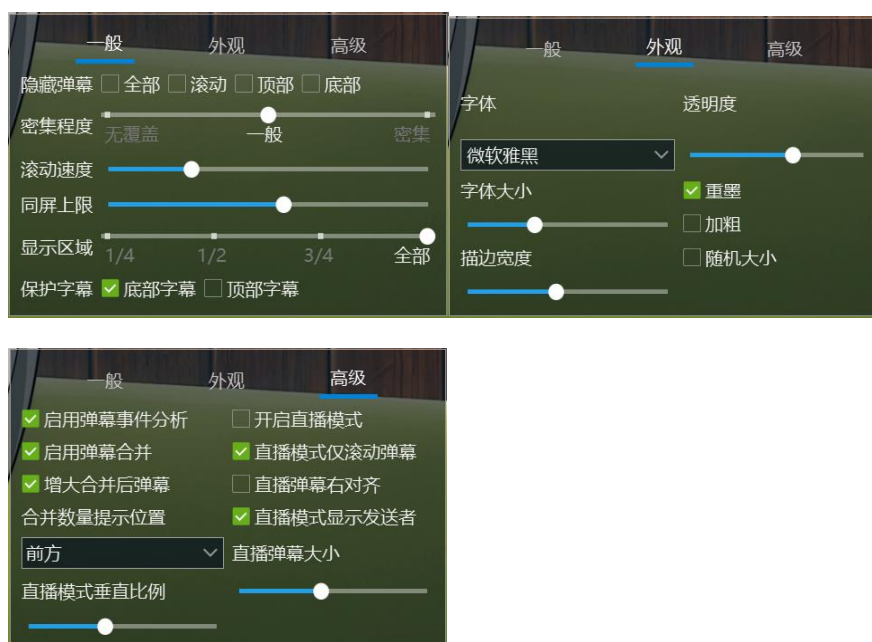 一般 外观 高级
隐藏弹幕 全部 滚动 顶部 底部
密集程度 无覆盖 一般 密集
滚动速度
同屏上限
显示区域 1/4 1/2 3/4 全部
保护字幕 底部字幕 顶部字幕
一般 外观 高级
字体 透明度
微软雅黑
字体大小 重墨
加粗
描边宽度 随机大小
一般 外观 高级
启用弹幕事件分析 开启直播模式
启用弹幕合并 直播模式仅滚动弹幕
增大合并后弹幕 直播弹幕右对齐
合并数量提示位置 直播模式显示发送者
前方 直播弹幕大小
直播模式垂直比例